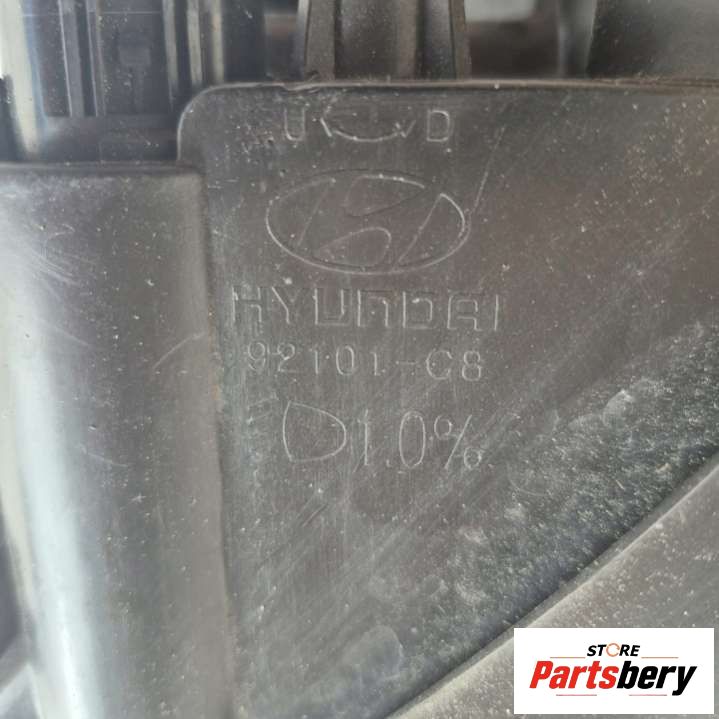 U D
HYUNDAI
92101-C8
1.0%
STORE
Partsbery